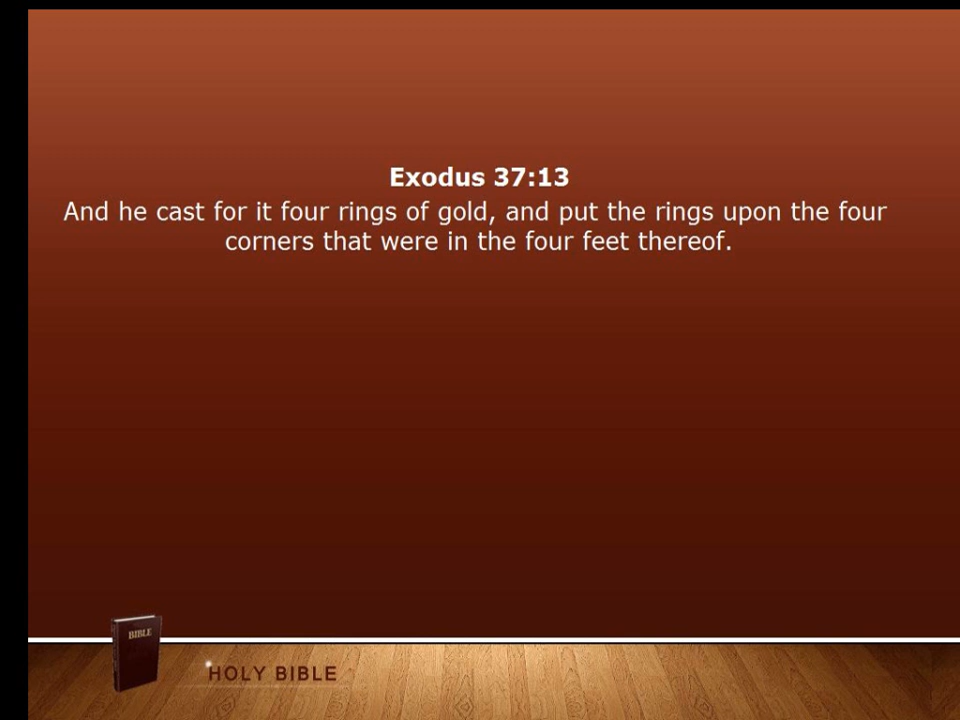 Exodus 37:13
And he cast for it four rings of gold, and put the rings upon the four
corners that were in the four feet thereof.
BIBLE
HOLY BIBLE